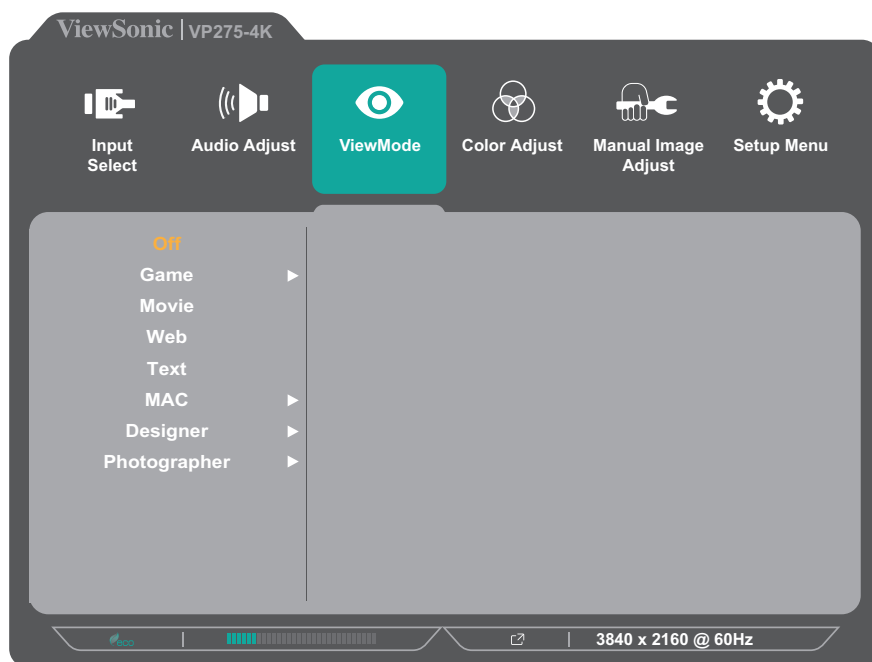 ViewSonic | VP275-4K
Input
Select
Audio Adjust
ViewMode
Color Adjust
Manual Image
Adjust
Setup Menu
Off
Game
Movie
Web
Text
MAC
Designer
Photographer
eco
3840 x 2160 @ 60Hz